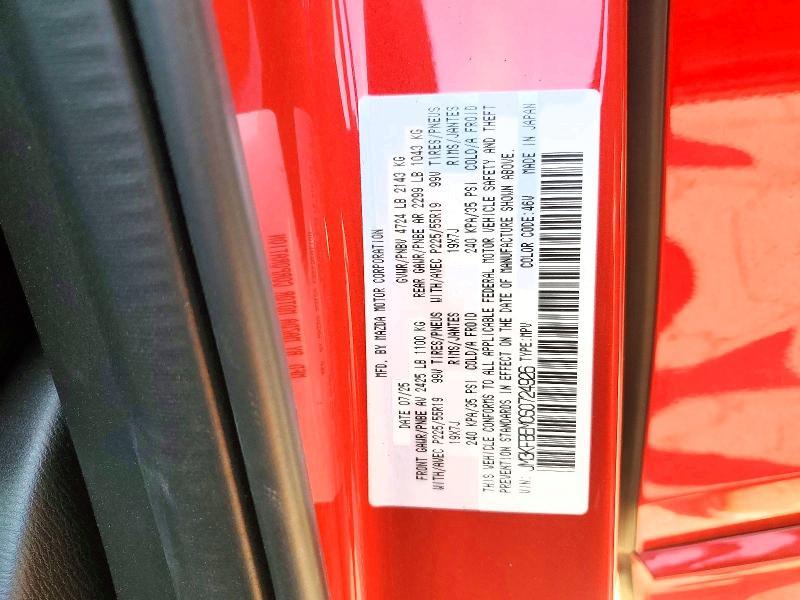 MFD. BY MAZDA MOTOR CORPORATION
DATE 07/25 GVWR/PNBV 4724 LB 2143 KG
FRONT GAWR/PNBE AV 2425 LB 1100 KG REAR GAWR/PNBE AR 2299 LB 1043 KG
WITH/AVEC P225/55R19 99V TIRES/PNEUS WITH/AVEC P225/55R19 99V TIRES/PNEUS
19X7J RIMS/JANTES 19X7J RIMS/JANTES
240 KPA/35 PSI COLD/A FROID 240 KPA/35 PSI COLD/A FROID
THIS VEHICLE CONFORMS TO ALL APPLICABLE FEDERAL MOTOR VEHICLE SAFETY AND THEFT
PREVENTION STANDARDS IN EFFECT ON THE DATE OF MANUFACTURE SHOWN ABOVE.
VIN: JM3KFBEM0S0724926 TYPE:MPV COLOR CODE:46V MADE IN JAPAN